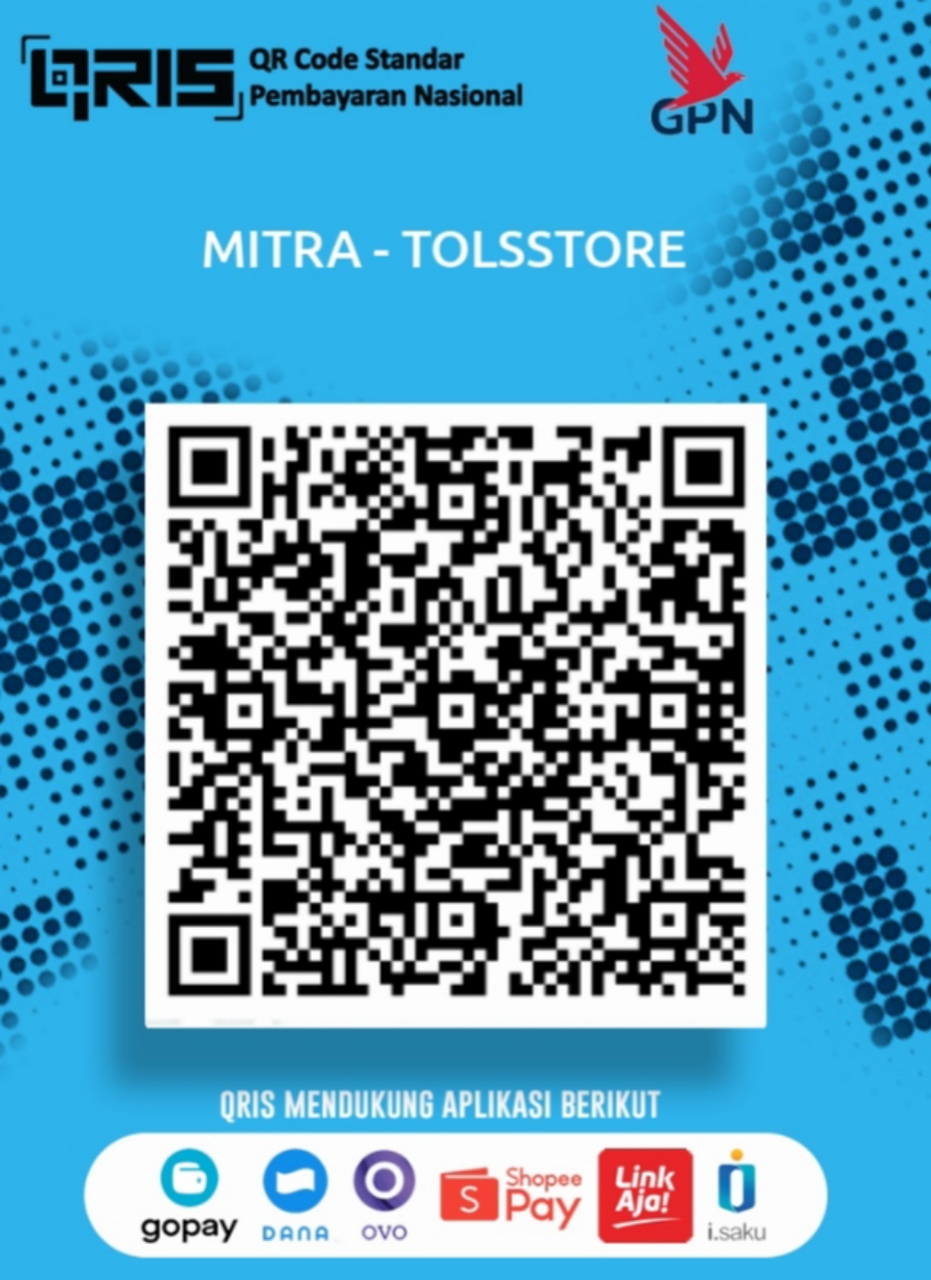 QRIS
QR Code Standar
Pembayaran Nasional
GPN
MITRA - TOLSSTORE
QRIS MENDUKUNG APLIKASI BERIKUT
gopay
DANA
OVO
S Shopee
Pay
Link
Aja!
i.saku